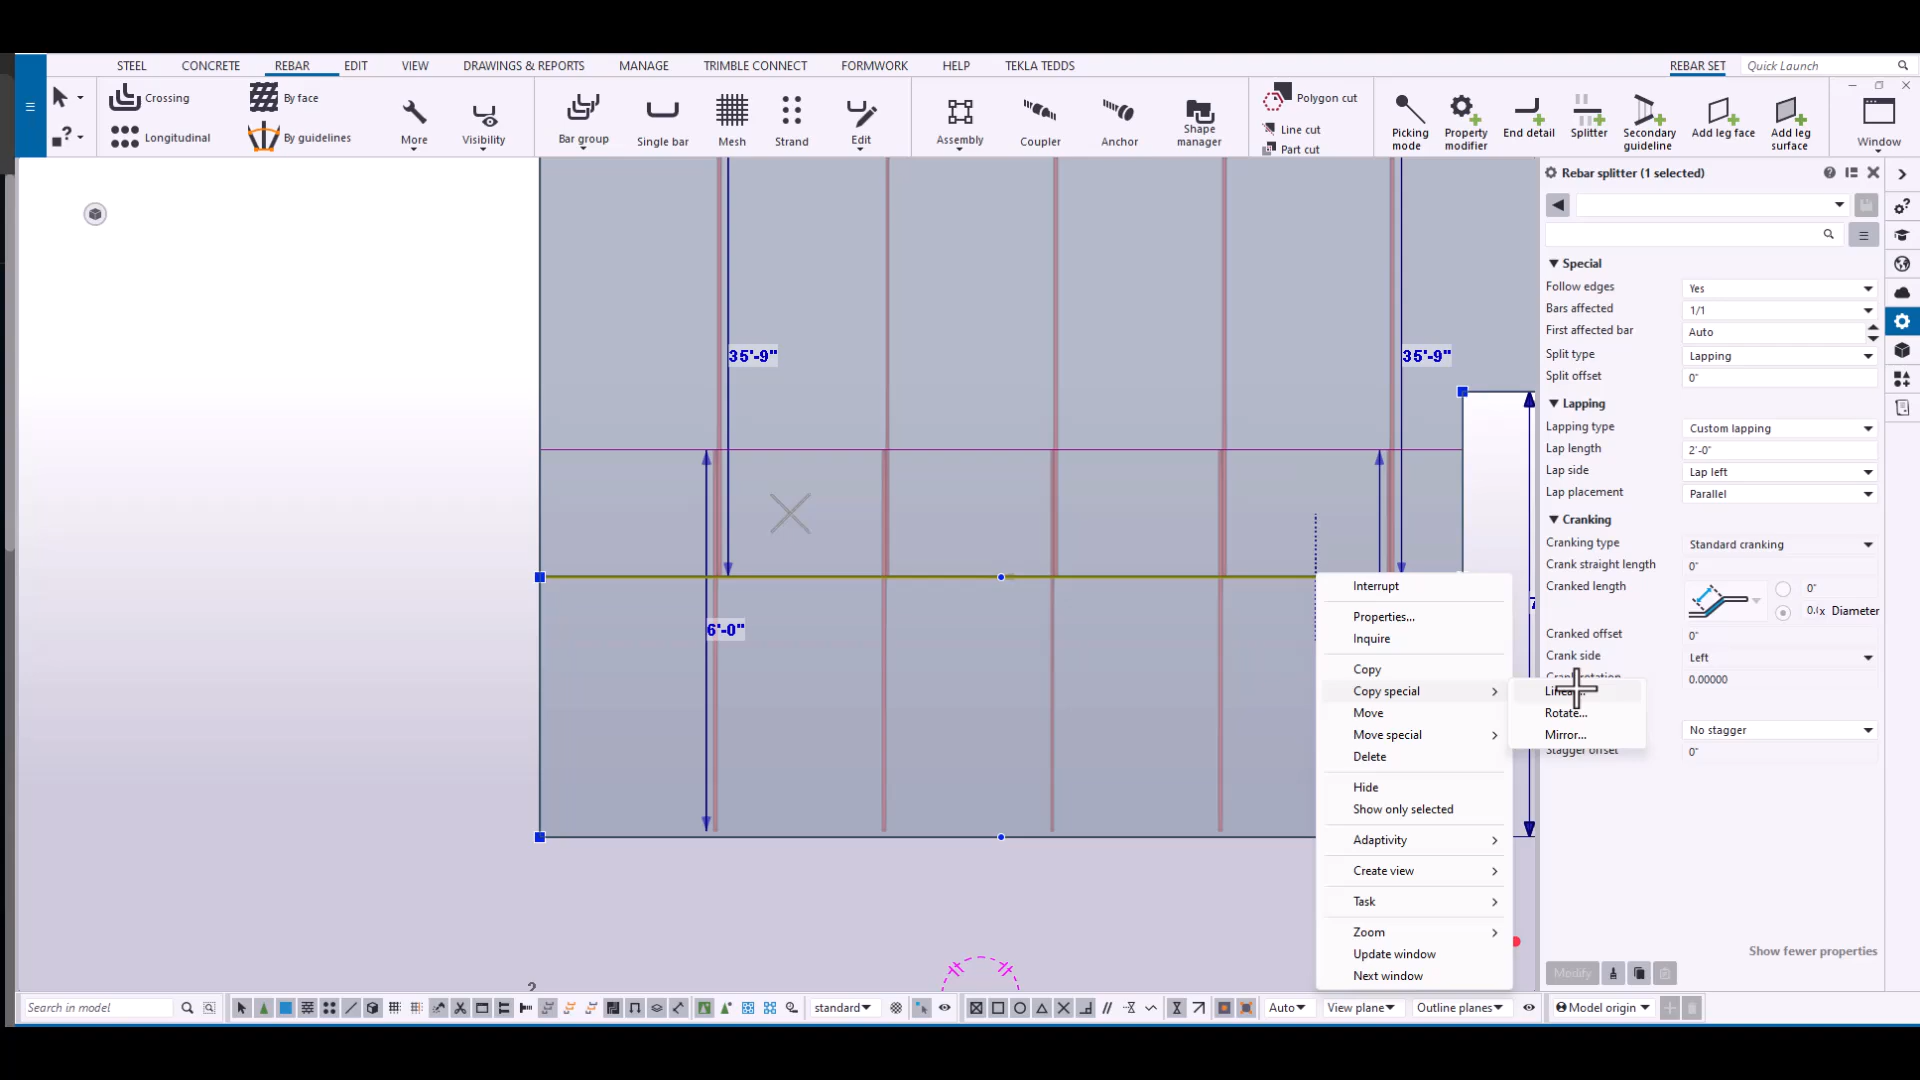 STEEL CONCRETE REBAR EDIT VIEW DRAWINGS & REPORTS MANAGE TRIMBLE CONNECT FORMWORK HELP TEKLA TEDDS REBAR SET Quick Launch
Crossing
Longitudinal
By face
By guidelines
More
Visibility
Bar group
Single bar
Mesh
Strand
Edit
Assembly
Coupler
Anchor
Shape
manager
Polygon cut
Line cut
Part cut
Picking
mode
Property
modifier
End detail
Splitter
Secondary
guideline
Add leg face
Add leg
surface
Window
35'-9"
35'-9"
6'-0"
2
Interrupt
Properties...
Inquire
Copy
Copy special
Move
Move special
Delete
Hide
Show only selected
Adaptivity
Create view
Task
Zoom
Update window
Next window
Rotate...
Mirror...
Rebar splitter (1 selected)
Special
Follow edges Yes
Bars affected 1/1
First affected bar Auto
Split type Lapping
Split offset 0"
Lapping
Lapping type Custom lapping
Lap length 2'-0"
Lap side Lap left
Lap placement Parallel
Cranking
Cranking type Standard cranking
Crank straight length 0"
Cranked length 0"
x Diameter
Cranked offset 0"
Crank side Left
0.00000
No stagger
Stagger offset 0"
Show fewer properties
Modify
Search in model standard Auto View plane Outline planes Model origin